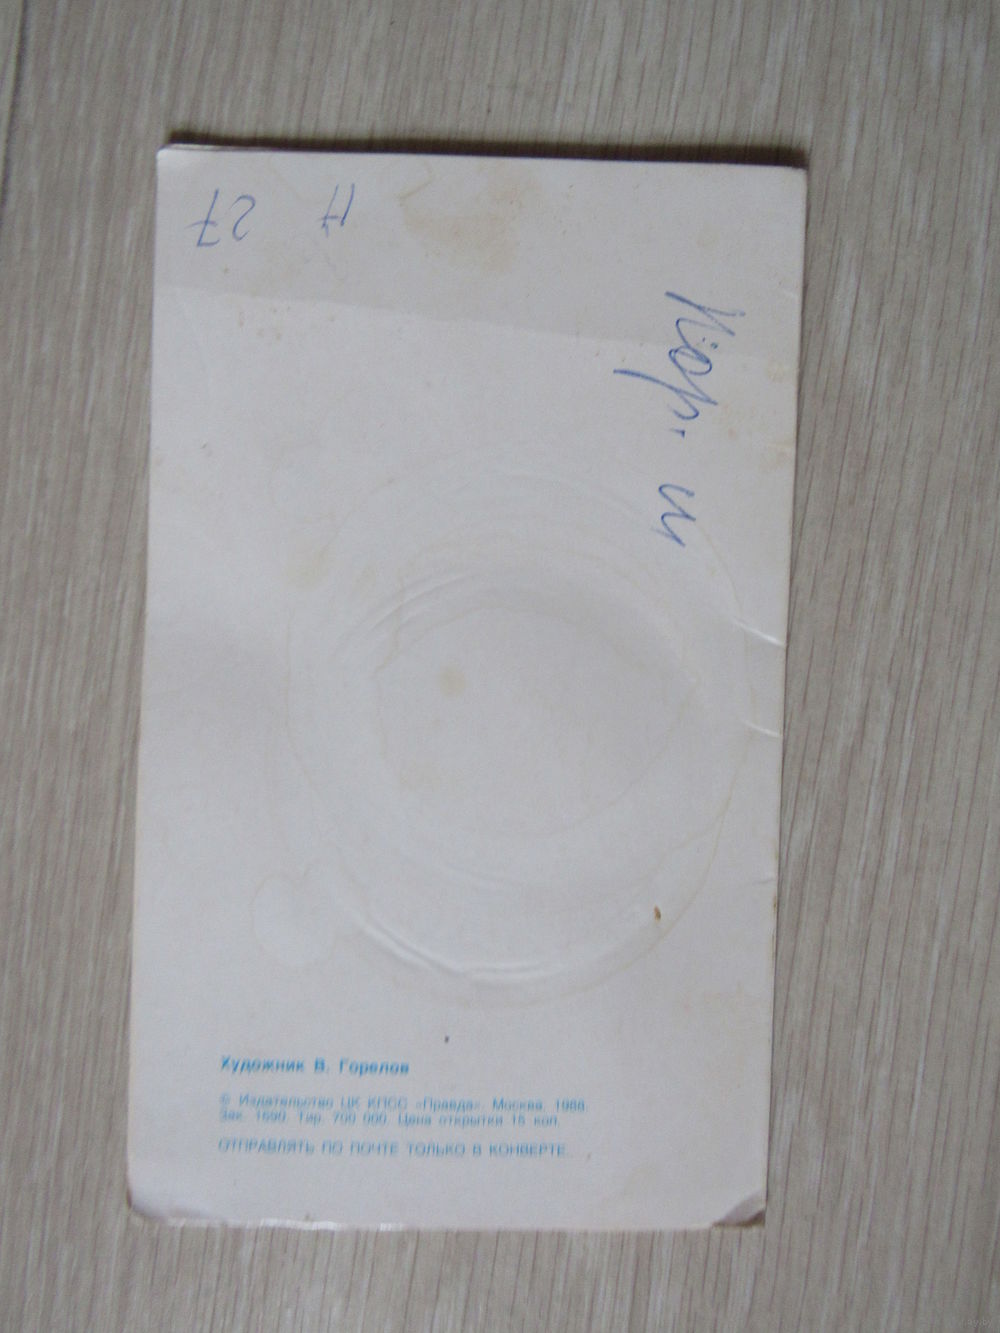 27 Н
Кор. и
Художник В. Горелов
© Издательство ЦК КПСС «Правда». Москва. 1988.
Зак. 1690. Тир. 700 000. Цена открытки 15 коп.
ОТПРАВЛЯТЬ ПО ПОЧТЕ ТОЛЬКО В КОНВЕРТЕ.